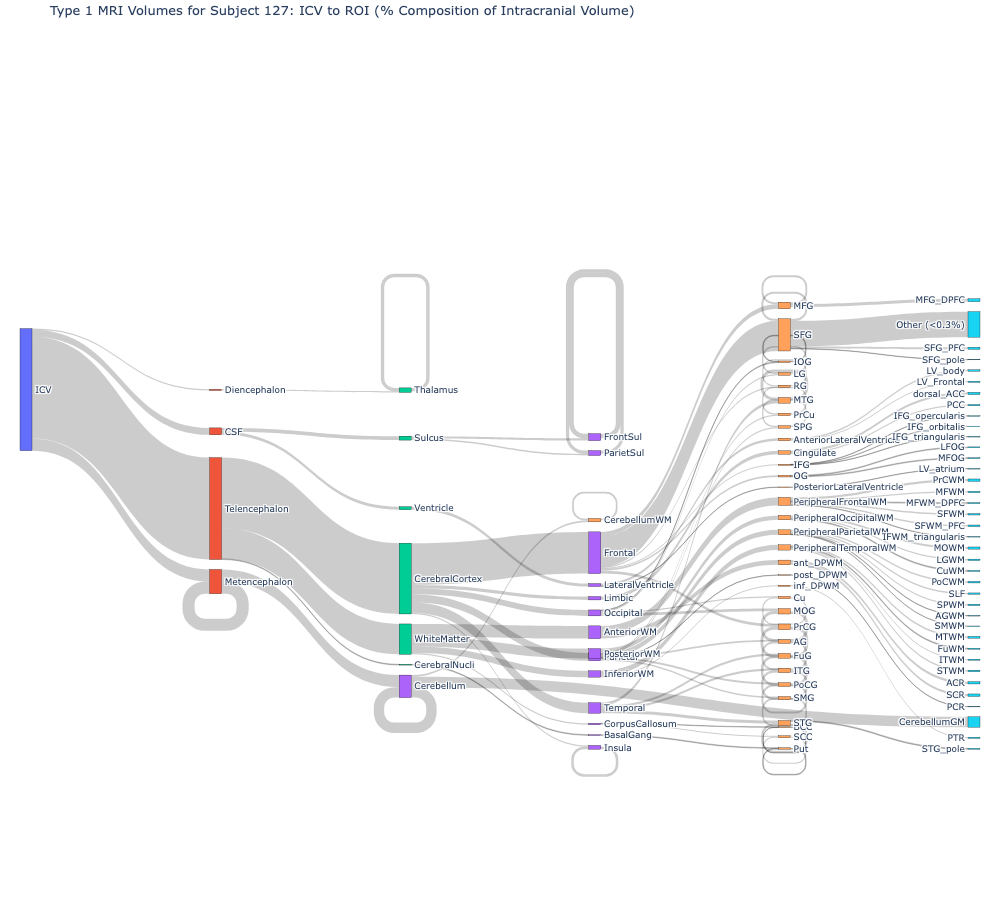 Type 1 MRI Volumes for Subject 127: ICV to ROI (% Composition of Intracranial Volume)
ICV
Diencephalon
CSF
Telencephalon
Metencephalon
Thalamus
Sulcus
Ventricle
CerebralCortex
WhiteMatter
CerebralNucli
Cerebellum
FrontSul
ParietSul
CerebellumWM
Frontal
LateralVentricle
Limbic
Occipital
AnteriorWM
PosteriorWM
InferiorWM
Temporal
CorpusCallosum
BasalGang
Insula
MFG
SFG
IOG
LG
RG
MTG
PrCu
SPG
Cingulate
IFG
OG
PosteriorLateralVentricle
PeripheralFrontalWM
PeripheralOccipitalWM
PeripheralParietalWM
PeripheralTemporalWM
ant_DPWM
post_DPWM
inf_DPWM
Cu
MOG
PrCG
AG
FuG
ITG
PoCG
SMG
STG
SCC
Put
MFG_DPFC
Other (<0.3%)
SFG_PFC
SFG_pole
LV_body
LV_Frontal
dorsal_ACC
PCC
IFG_opercularis
IFG_orbitalis
IFG_triangularis
LFOG
MFOG
LV_atrium
PrCWM
MFWM
MFWM_DPFC
SFWM
SFWM_PFC
IFWM_triangularis
MOWM
LGWM
CuWM
PoCWM
SLF
SPWM
AGWM
SMWM
MTWM
FuWM
ITWM
STWM
ACR
SCR
PCR
CerebellumGM
PTR
STG_pole